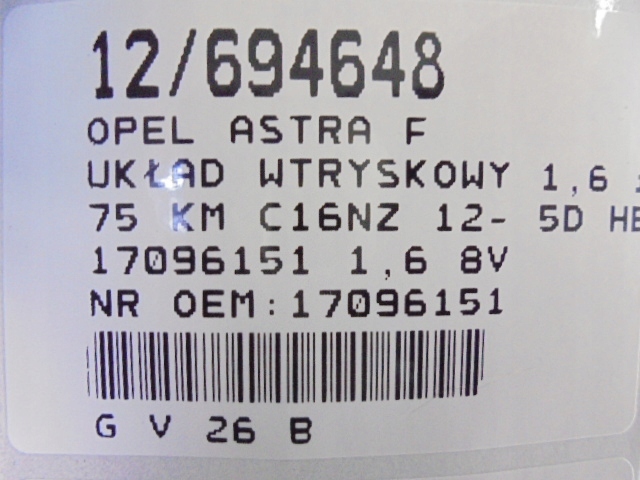 12/694648
OPEL ASTRA F
UKŁAD WTRYSKOWY 1,6
75 KM C16NZ 12- 5D
17096151 1,6 8V
NR OEM:17096151
G V 26 B